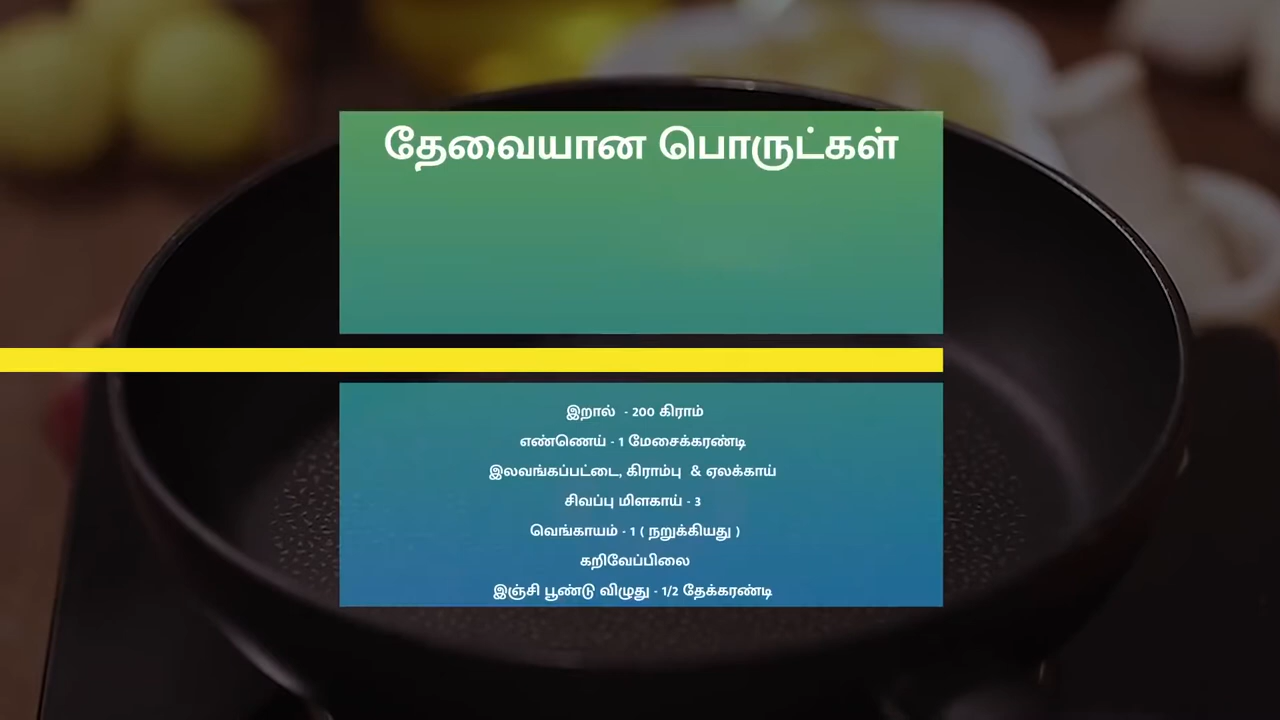 தேவையான பொருட்கள்
இறால் - 200 கிராம்
எண்ணெய் - 1 மேசைக்கரண்டி
இலவங்கப்பட்டை, கிராம்பு & ஏலக்காய்
சிவப்பு மிளகாய் - 3
வெங்காயம் - 1 ( நறுக்கியது )
கறிவேப்பிலை
இஞ்சி பூண்டு விழுது - 1/2 தேக்கரண்டி